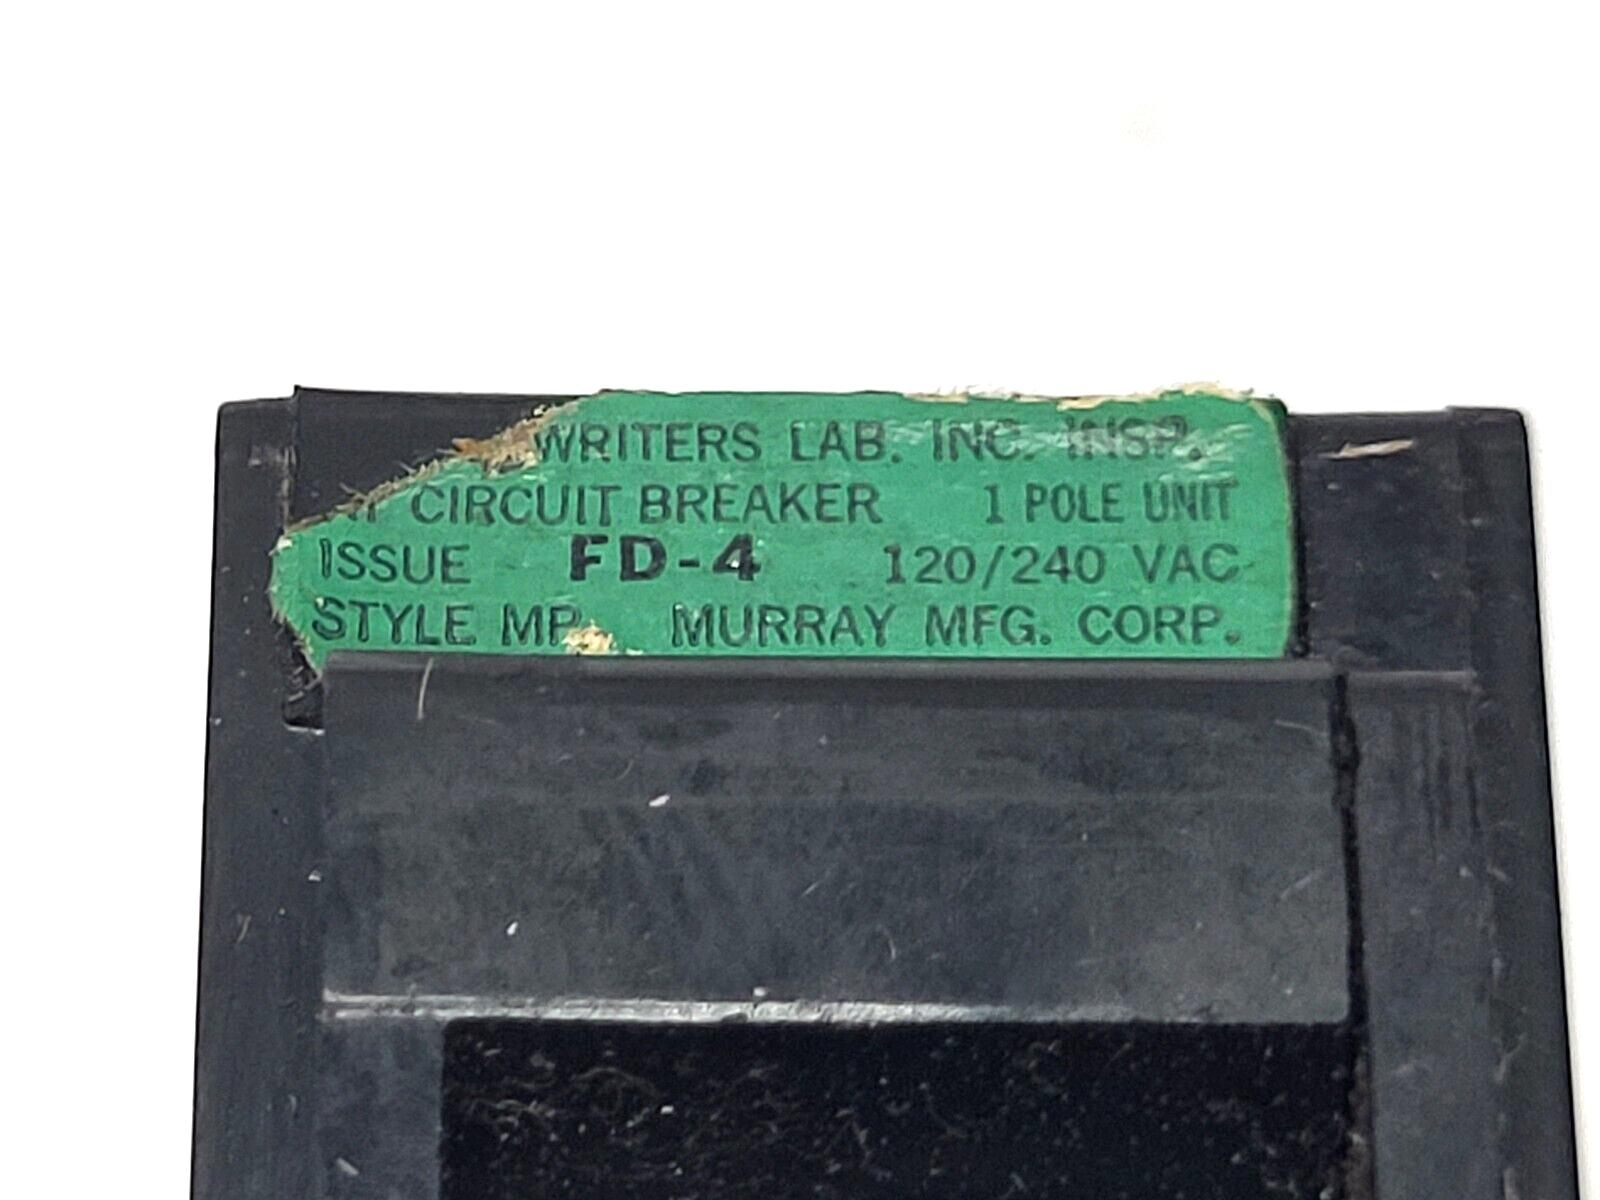 WRITERS LAB. INC. INSP.
CIRCUIT BREAKER 1 POLE UNIT
ISSUE FD-4 120/240 VAC
STYLE MP MURRAY MFG. CORP.